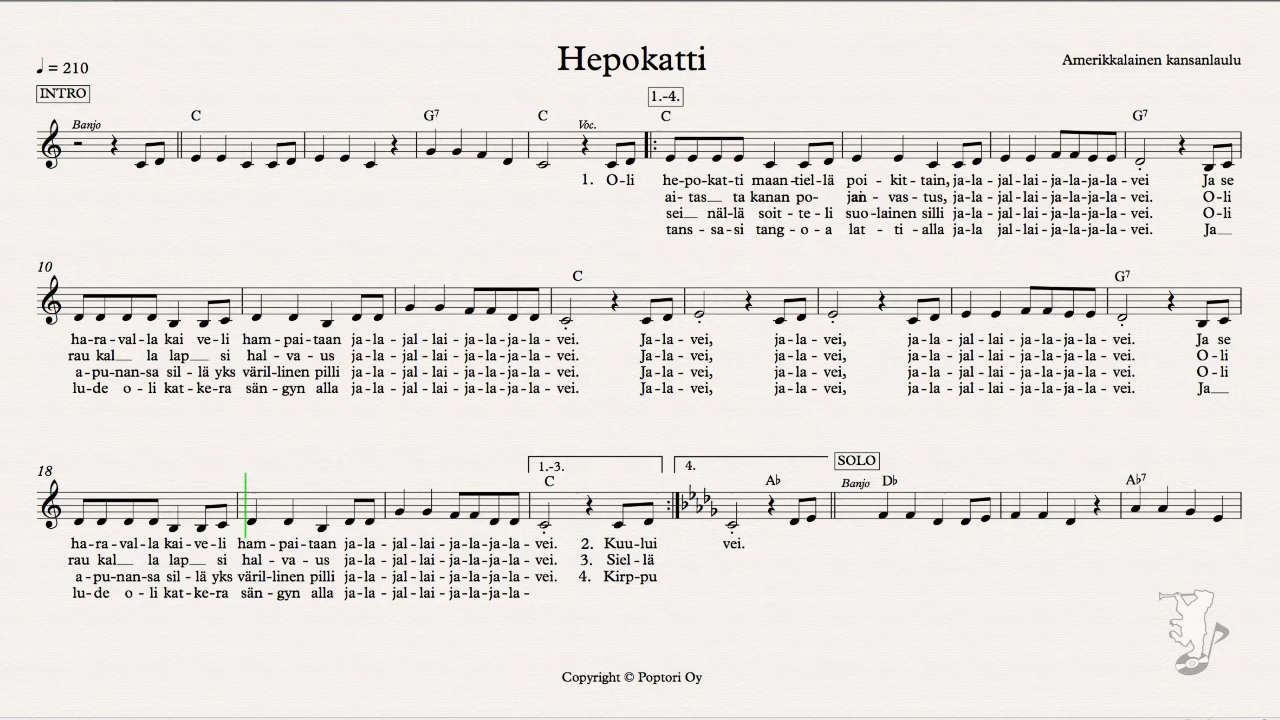 Hepokatti
♩ = 210
Amerikkalainen kansanlaulu
INTRO
1.-4.
Banjo C G7 C Voc. C G7
1. O-li he-po-kat-ti maan-tiel-lä poi - kit-tain, ja-la - jal-lai-ja-la-ja-la-vei Ja se
ai-tas__ ta kanan po- jan - vas-tus, ja-la - jal-lai-ja-la-ja-la-vei. O-li
sei__ näl-lä soit-te-li suo-lainen silli ja-la - jal-lai-ja-la-ja-la-vei. O-li
tans-sa-si tang-o-a lat-ti-alla ja-la - jal-lai-ja-la-ja-la-vei. Ja__
10
C G7
ha-ra-val-la kai ve-li ham-pai-taan ja-la - jal-lai-ja-la-ja-la-vei. Ja-la-vei, ja-la-vei, ja-la-jal-lai-ja-la-ja-la-vei. Ja se
rau kal__ la lap__ si hal-va-us ja-la - jal-lai-ja-la-ja-la-vei. Ja-la-vei, ja-la-vei, ja-la-jal-lai-ja-la-ja-la-vei. O-li
a-pu-nan-sa sil-lä yks väril-linen pilli ja-la - jal-lai-ja-la-ja-la-vei. Ja-la-vei, ja-la-vei, ja-la-jal-lai-ja-la-ja-la-vei. O-li
lu-de o-li kat-ke-ra sän-gyn alla ja-la - jal-lai-ja-la-ja-la-vei. Ja-la-vei, ja-la-vei, ja-la-jal-lai-ja-la-ja-la-vei. Ja__
18
1.-3. 4. SOLO
C A♭ Banjo D♭ A♭7
ha-ra-val-la kai-ve-li ham-pai-taan ja-la - jal-lai-ja-la-ja-la-vei. 2. Kuu-lui vei.
rau kal__ la lap__ si hal-va-us ja-la - jal-lai-ja-la-ja-la-vei. 3. Siel-lä
a-pu-nan-sa sil-lä yks väril-linen pilli ja-la - jal-lai-ja-la-ja-la-vei. 4. Kirp-pu
lu-de o-li kat-ke-ra sän-gyn alla ja-la - jal-lai-ja-la-ja-la-
Copyright © Poptori Oy